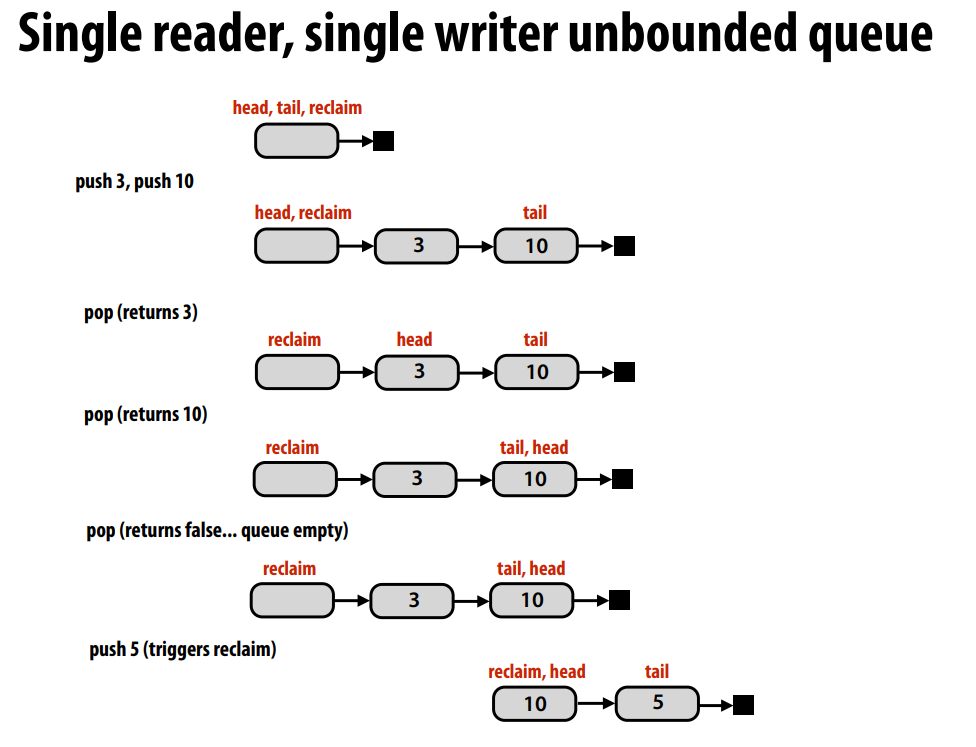 Single reader, single writer unbounded queue
head, tail, reclaim
push 3, push 10
head, reclaim tail
3 10
pop (returns 3)
reclaim head tail
3 10
pop (returns 10)
reclaim tail, head
3 10
pop (returns false... queue empty)
reclaim tail, head
3 10
push 5 (triggers reclaim)
reclaim, head tail
10 5